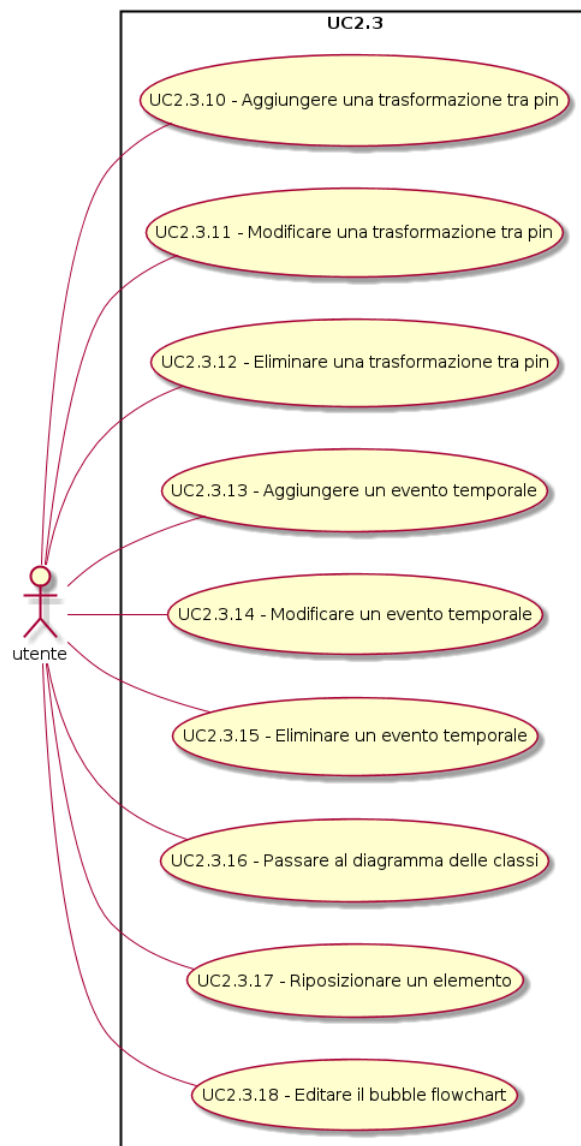 UC2.3
UC2.3.10 - Aggiungere una trasformazione tra pin
UC2.3.11 - Modificare una trasformazione tra pin
UC2.3.12 - Eliminare una trasformazione tra pin
UC2.3.13 - Aggiungere un evento temporale
UC2.3.14 - Modificare un evento temporale
utente
UC2.3.15 - Eliminare un evento temporale
UC2.3.16 - Passare al diagramma delle classi
UC2.3.17 - Riposizionare un elemento
UC2.3.18 - Editare il bubble flowchart